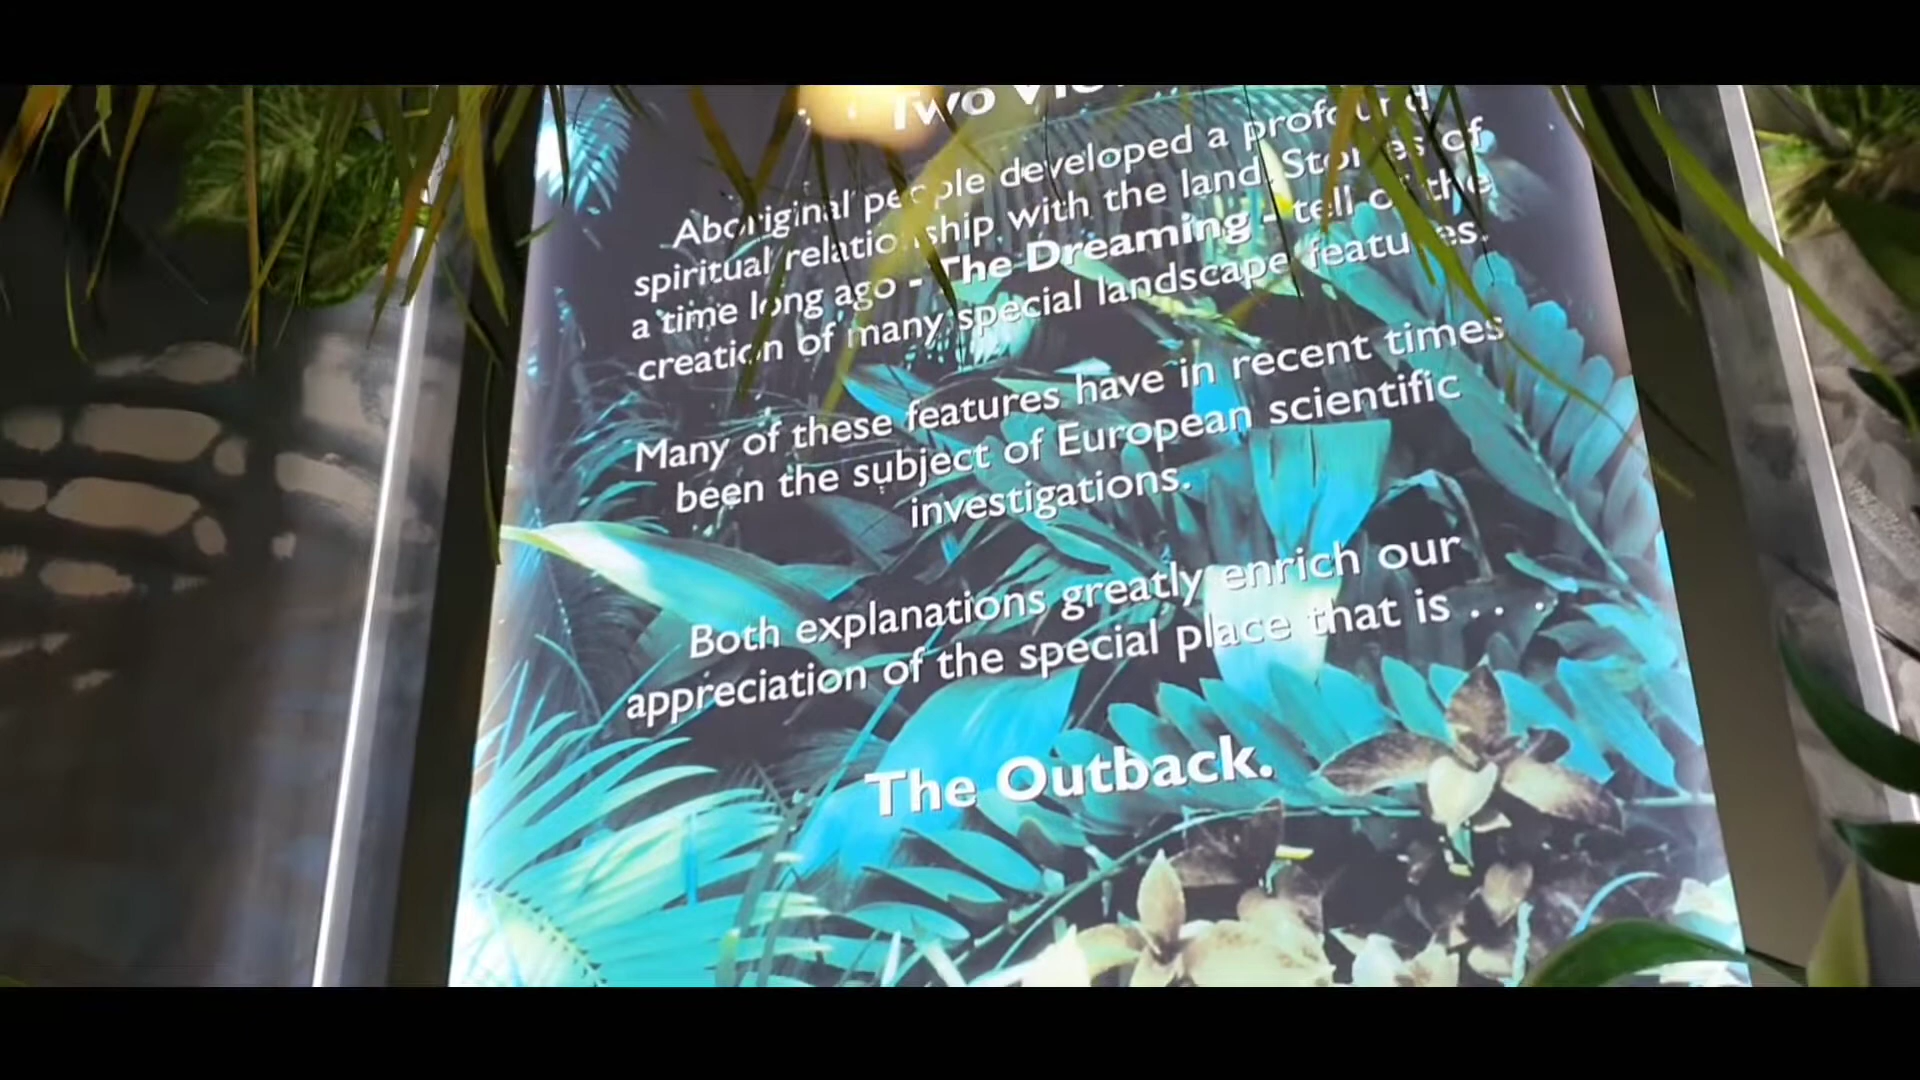 Two
Aboriginal people developed a profound
spiritual relationship with the land. Stories of
a time long ago - The Dreaming - tell of the
creation of many special landscape features.
Many of these features have in recent times
been the subject of European scientific
investigations.
Both explanations greatly enrich our
appreciation of the special place that is . . .
The Outback.